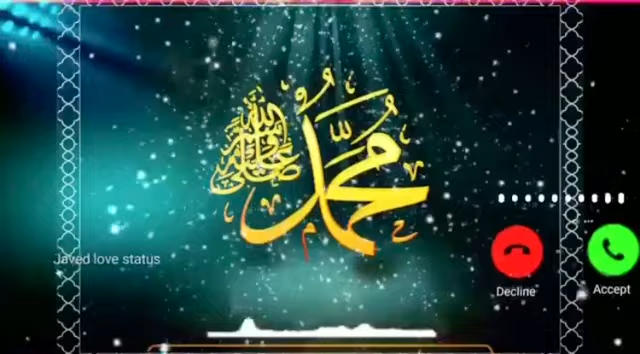 محمد
صلى الله عليه وسلم
Javed love status
Decline
Accept